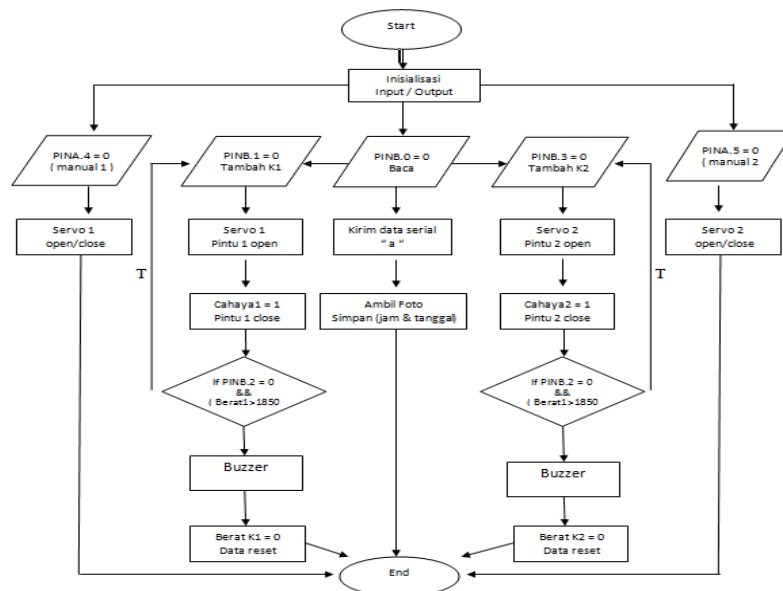 Start
Inisialisasi
Input / Output
PINA.4 = 0
( manual 1 )
PINB.1 = 0
Tambah K1
PINB.0 = 0
Baca
PINB.3 = 0
Tambah K2
PINA.5 = 0
( manual 2
Servo 1
open/close
Servo 1
Pintu 1 open
Kirim data serial
" a "
Servo 2
Pintu 2 open
Servo 2
open/close
T
T
Cahaya1 = 1
Pintu 1 close
Ambil Foto
Simpan (jam & tanggal)
Cahaya2 = 1
Pintu 2 close
If PINB.2 = 0
&&
( Berat1>1850
If PINB.2 = 0
&&
( Berat1>1850
Buzzer
Buzzer
Berat K1 = 0
Data reset
Berat K2 = 0
Data reset
End